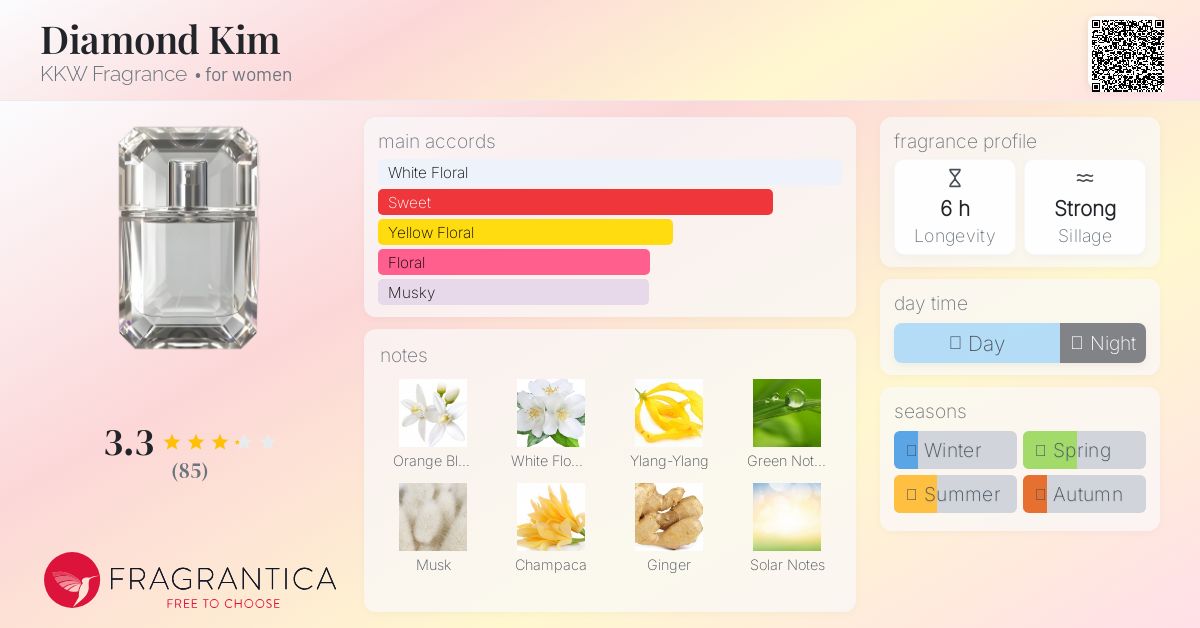 Diamond Kim
KKW Fragrance • for women
main accords
White Floral
Sweet
Yellow Floral
Floral
Musky
fragrance profile
6 h
Longevity
Strong
Sillage
day time
Day
Night
seasons
Winter
Spring
Summer
Autumn
notes
Orange Bl...
White Flo...
Ylang-Ylang
Green Not...
Musk
Champaca
Ginger
Solar Notes
3.3
(85)
FRAGRANTICA
FREE TO CHOOSE